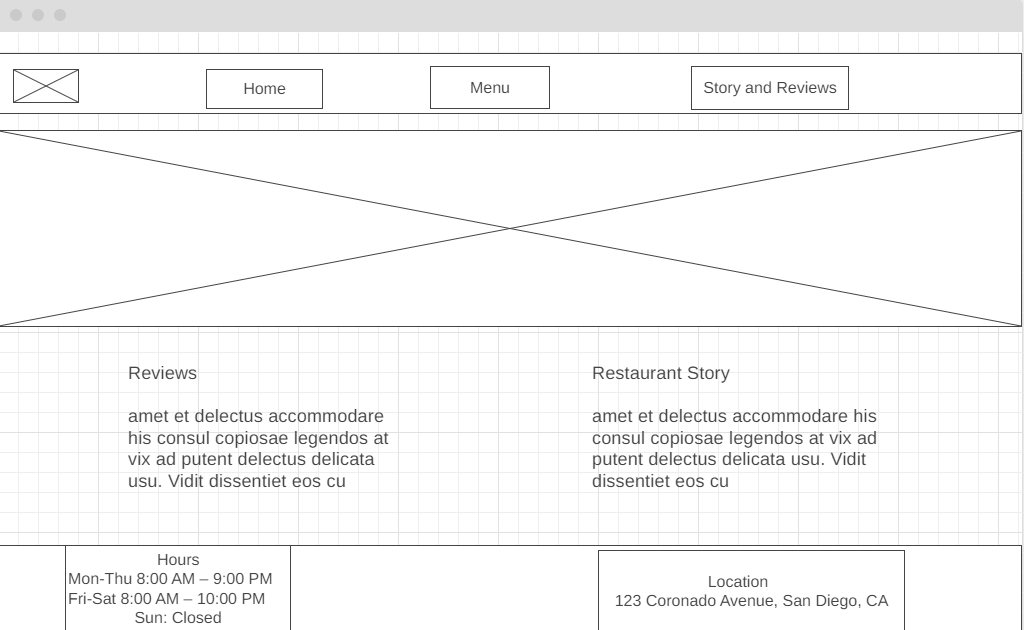 Home
Menu
Story and Reviews
Reviews
amet et delectus accommodare
his consul copiosae legendos at
vix ad putent delectus delicata
usu. Vidit dissentiet eos cu
Restaurant Story
amet et delectus accommodare his
consul copiosae legendos at vix ad
putent delectus delicata usu. Vidit
dissentiet eos cu
Hours
Mon-Thu 8:00 AM – 9:00 PM
Fri-Sat 8:00 AM – 10:00 PM
Sun: Closed
Location
123 Coronado Avenue, San Diego, CA